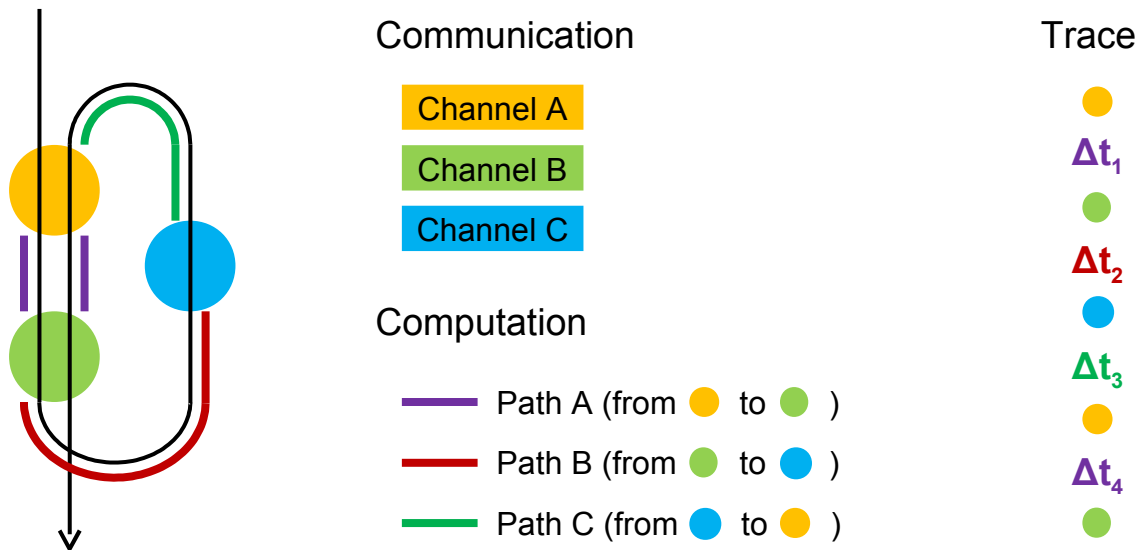 Communication
Channel A
Channel B
Channel C
Computation
Path A (from to )
Path B (from to )
Path C (from to )
Trace
Δt1
Δt2
Δt3
Δt4